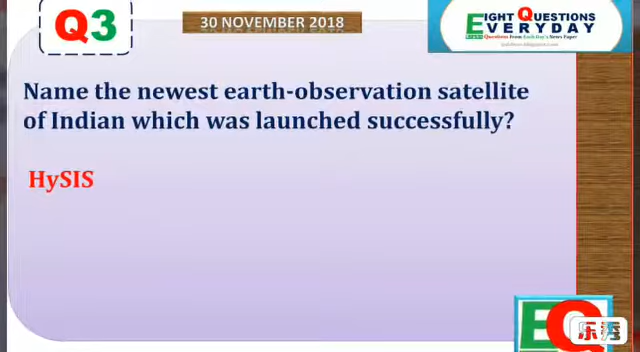 Q3
30 NOVEMBER 2018
EIGHT QUESTIONS
EVERYDAY
Name the newest earth-observation satellite
of Indian which was launched successfully?
HySIS
EQ
乐秀